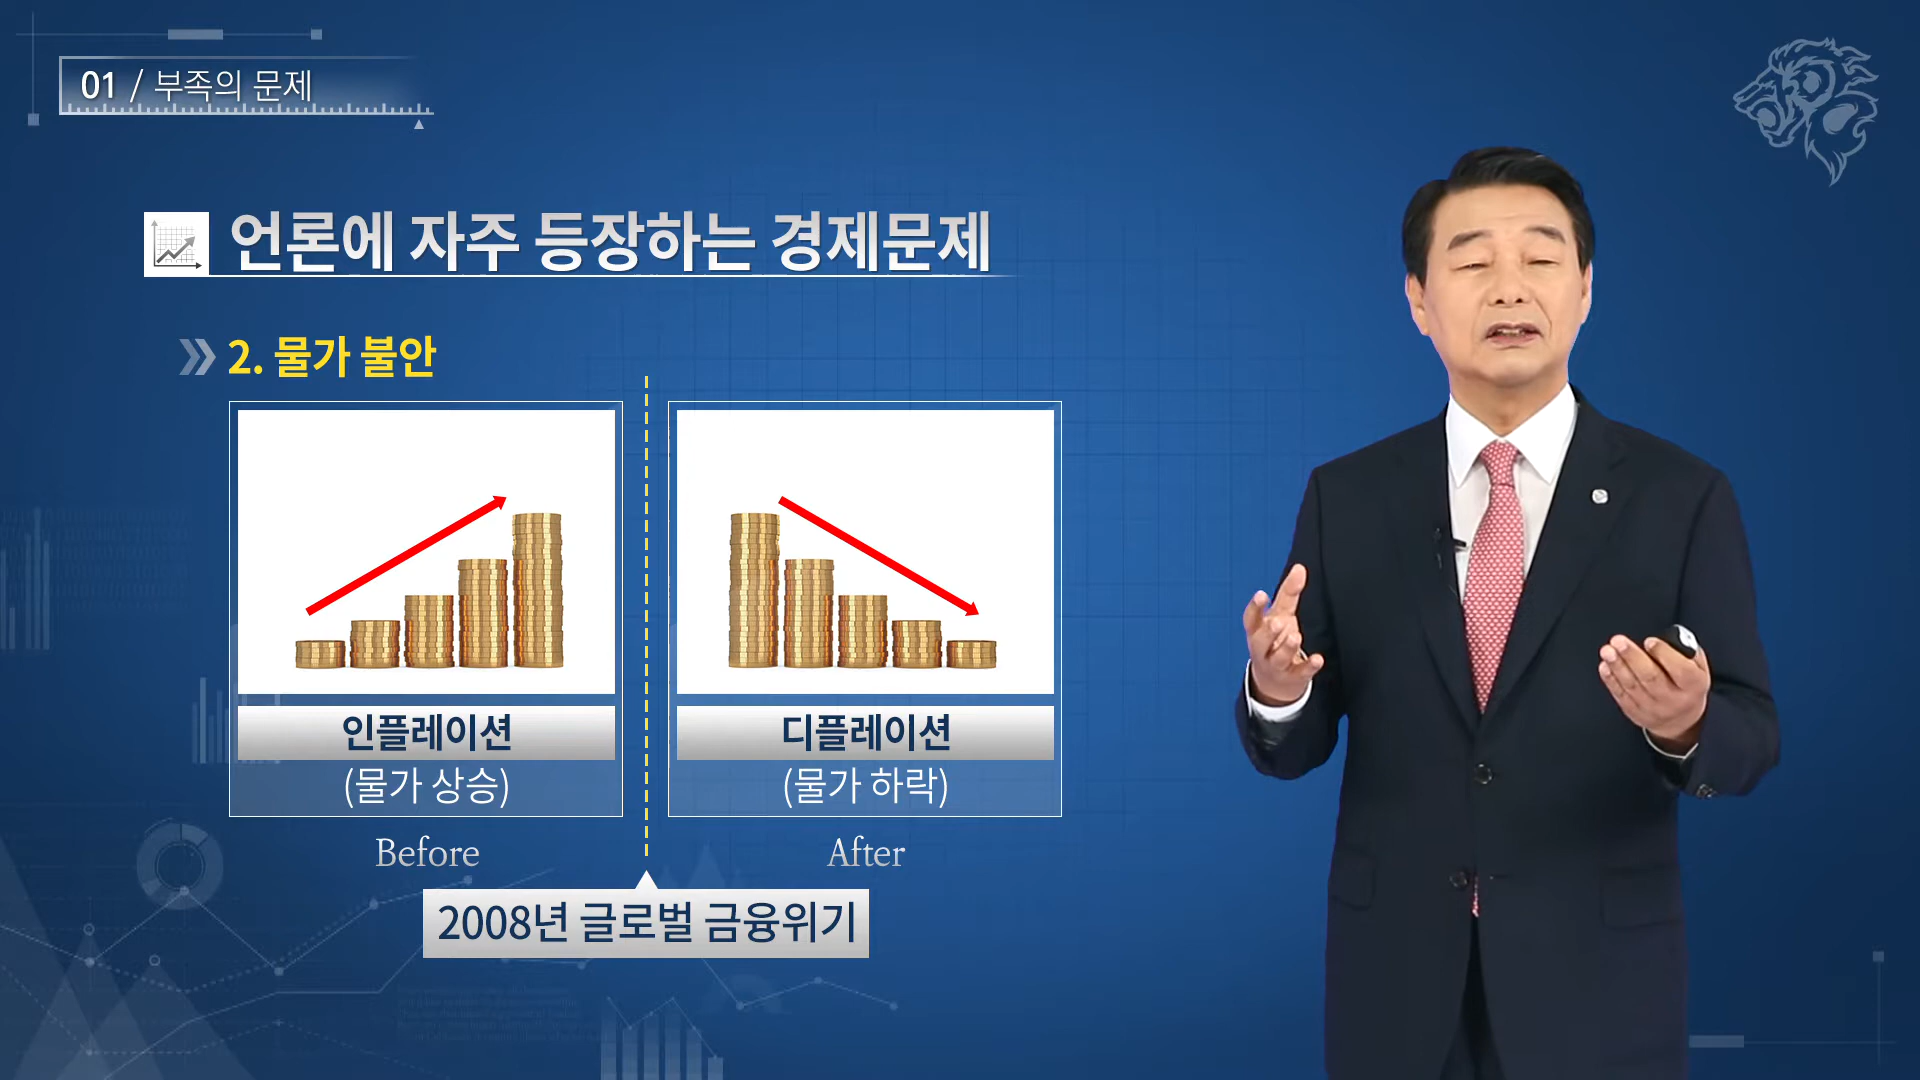 01 / 부족의 문제
언론에 자주 등장하는 경제문제
2. 물가 불안
인플레이션
(물가 상승)
Before
디플레이션
(물가 하락)
After
2008년 글로벌 금융위기